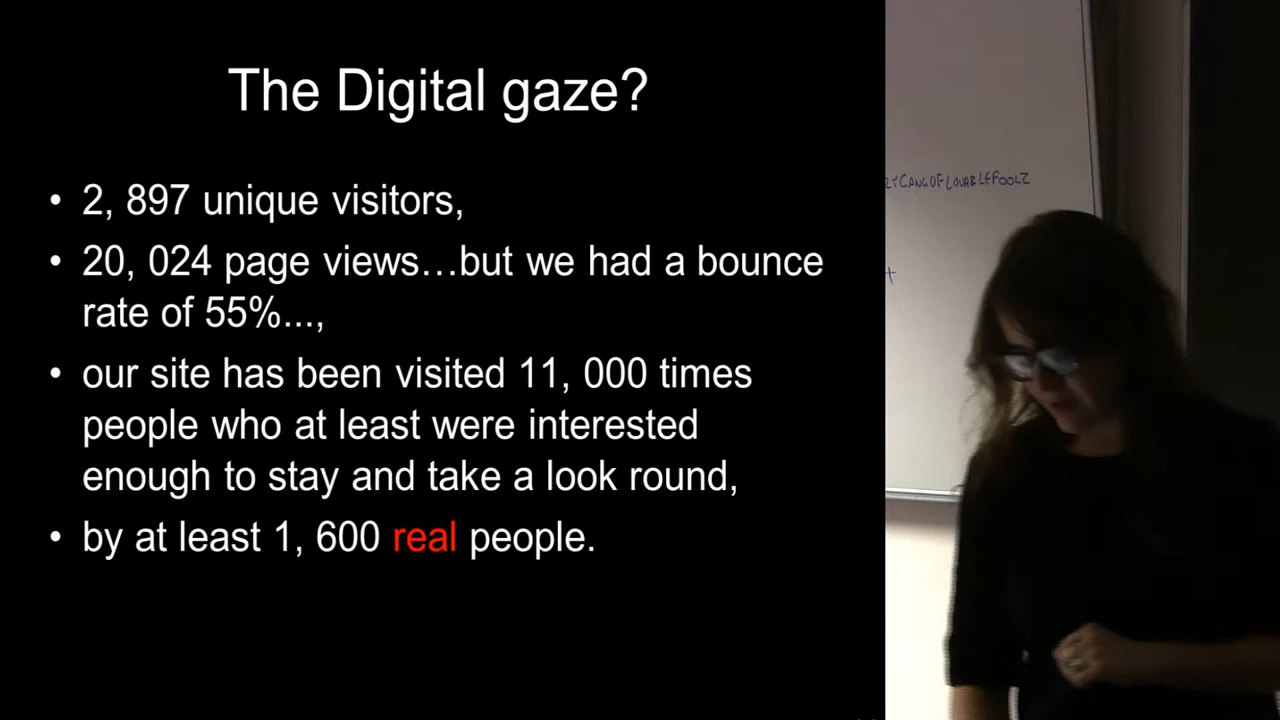 The Digital gaze?
• 2, 897 unique visitors,
• 20, 024 page views…but we had a bounce
rate of 55%...,
• our site has been visited 11, 000 times
people who at least were interested
enough to stay and take a look round,
• by at least 1, 600 real people.